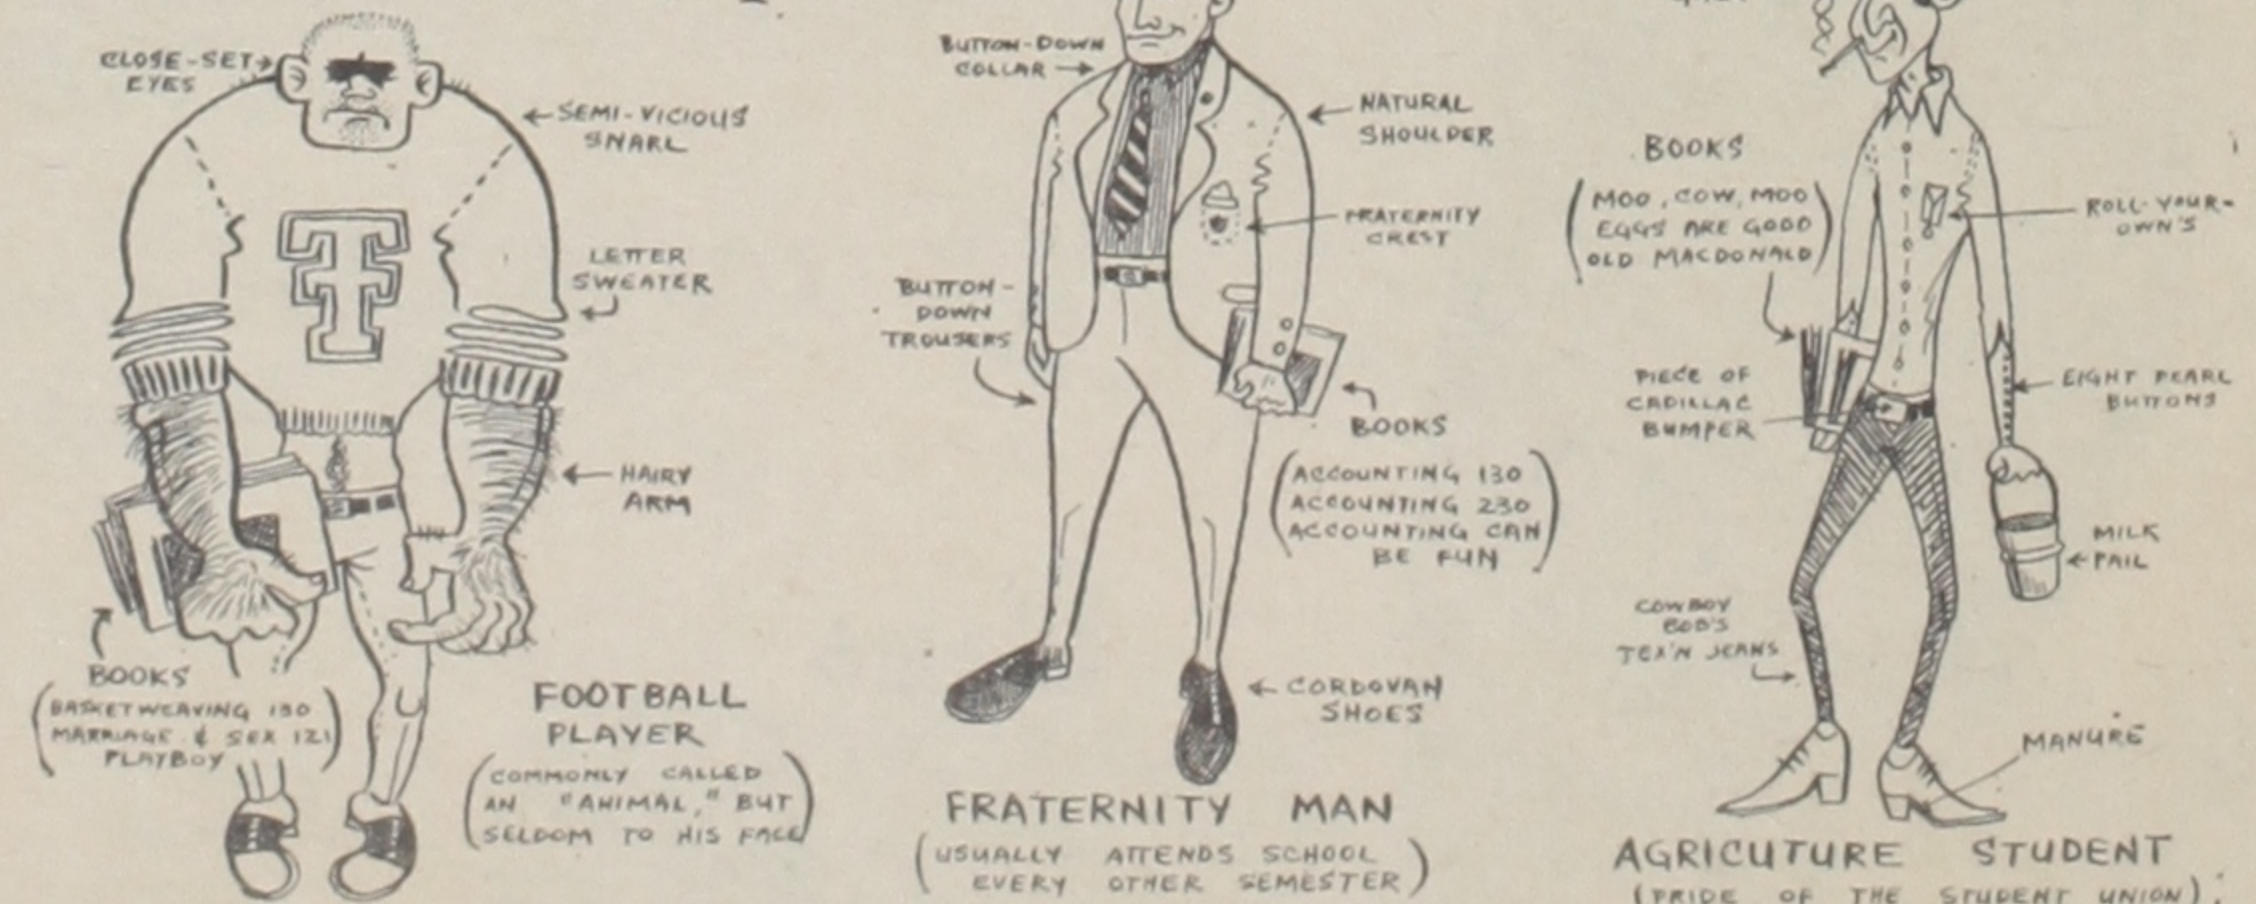 CLOSE-SET
EYES
SEMI-VICIOUS
SNARL
T
LETTER
SWEATER
HAIRY
ARM
BOOKS
(BASKETWEAVING 130
MARRIAGE & SEX 121
PLAYBOY)
FOOTBALL
PLAYER
(COMMONLY CALLED
AN "ANIMAL," BUT
SELDOM TO HIS FACE)
BUTTON-DOWN
COLLAR
NATURAL
SHOULDER
FRATERNITY
CREST
BUTTON-
DOWN
TROUSERS
BOOKS
(ACCOUNTING 130
ACCOUNTING 230
ACCOUNTING CAN
BE FUN)
CORDOVAN
SHOES
FRATERNITY MAN
(USUALLY ATTENDS SCHOOL
EVERY OTHER SEMESTER)
BOOKS
(MOO, COW, MOO
EGGS ARE GOOD
OLD MACDONALD)
ROLL-YOUR-
OWN'S
PIECE OF
CADILLAC
BUMPER
EIGHT PEARL
BUTTONS
MILK
PAIL
COWBOY
BOB'S
TEX'N JEANS
MANURE
AGRICUTURE STUDENT
(PRIDE OF THE STUDENT UNION)